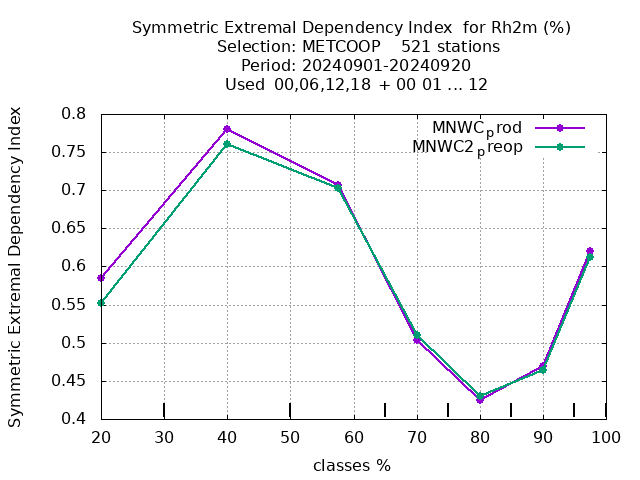 Symmetric Extremal Dependency Index for Rh2m (%)
Selection: METCOOP 521 stations
Period: 20240901-20240920
Used 00,06,12,18 + 00 01 ... 12
MNWC_prod
MNWC2_preop
Symmetric Extremal Dependency Index
0.8
0.75
0.7
0.65
0.6
0.55
0.5
0.45
0.4
20 30 40 50 60 70 80 90 100
classes %